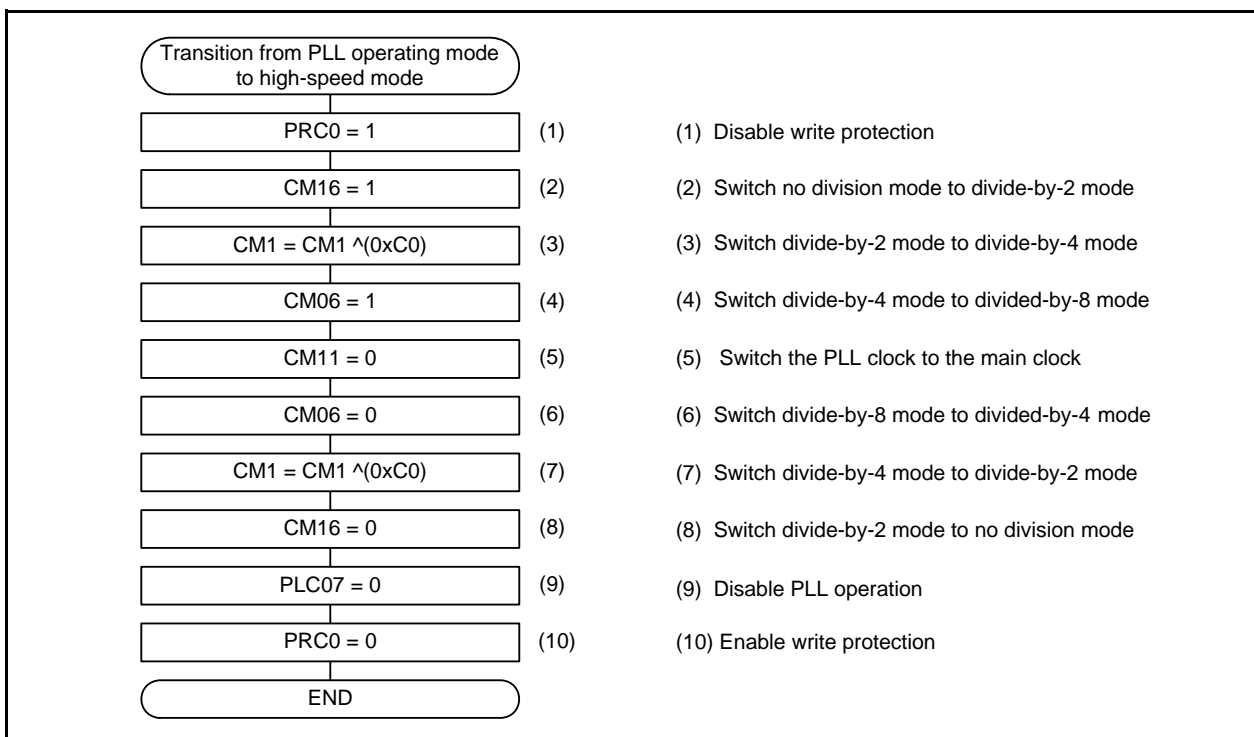 Transition from PLL operating mode
to high-speed mode
PRC0 = 1 (1) (1) Disable write protection
CM16 = 1 (2) (2) Switch no division mode to divide-by-2 mode
CM1 = CM1 ^(0xC0) (3) (3) Switch divide-by-2 mode to divide-by-4 mode
CM06 = 1 (4) (4) Switch divide-by-4 mode to divided-by-8 mode
CM11 = 0 (5) (5) Switch the PLL clock to the main clock
CM06 = 0 (6) (6) Switch divide-by-8 mode to divided-by-4 mode
CM1 = CM1 ^(0xC0) (7) (7) Switch divide-by-4 mode to divide-by-2 mode
CM16 = 0 (8) (8) Switch divide-by-2 mode to no division mode
PLC07 = 0 (9) (9) Disable PLL operation
PRC0 = 0 (10) (10) Enable write protection
END